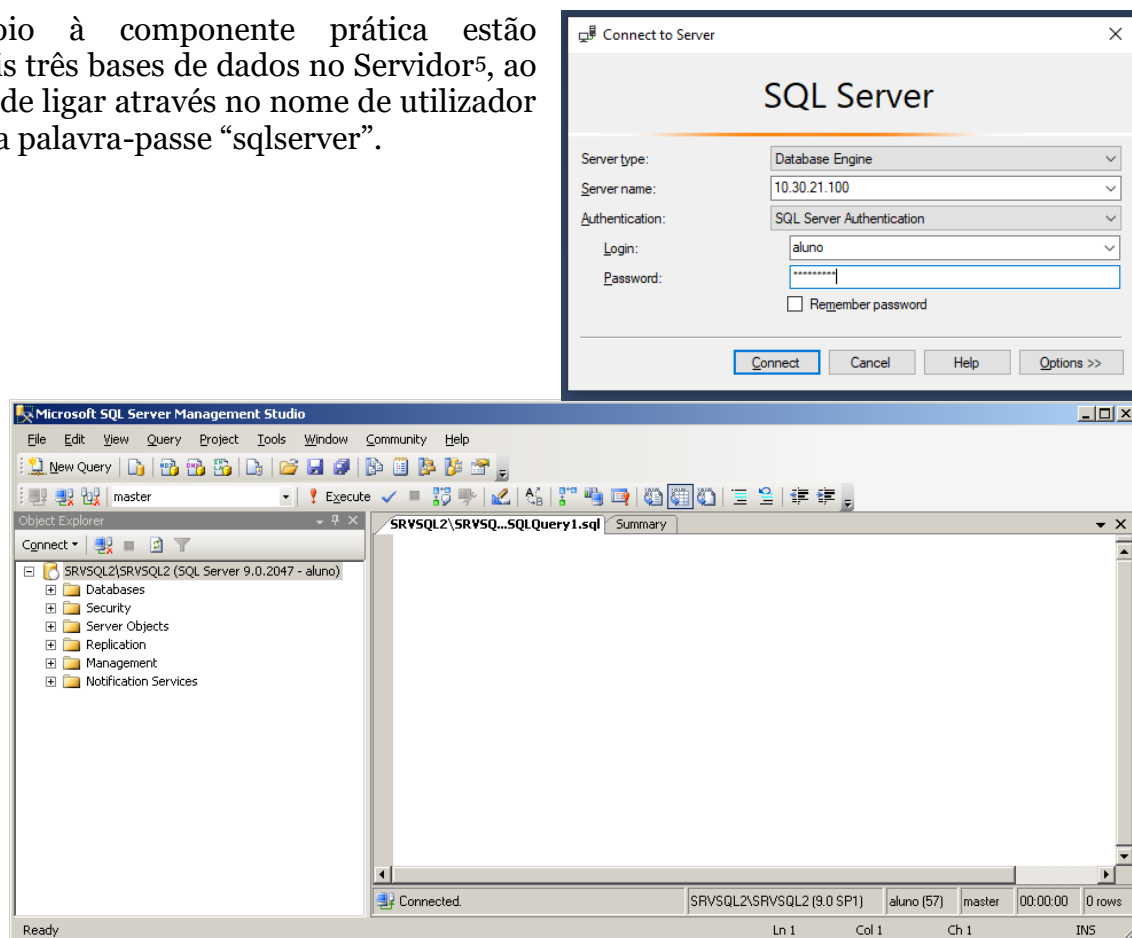 oio à componente prática estão
is três bases de dados no Servidor5, ao
de ligar através no nome de utilizador
a palavra-passe “sqlserver”.
Connect to Server
SQL Server
Server type:
Database Engine
Server name:
10.30.21.100
Authentication:
SQL Server Authentication
Login:
aluno
Password:
*********
Remember password
Connect
Cancel
Help
Options >>
Microsoft SQL Server Management Studio
File Edit View Query Project Tools Window Community Help
New Query
master
Execute
Object Explorer
SRVSQL2\SRVSQ...SQLQuery1.sql
Summary
Connect
SRVSQL2\SRVSQL2 (SQL Server 9.0.2047 - aluno)
Databases
Security
Server Objects
Replication
Management
Notification Services
Connected.
SRVSQL2\SRVSQL2 (9.0 SP1)
aluno (57)
master
00:00:00
0 rows
Ready
Ln 1
Col 1
Ch 1
INS